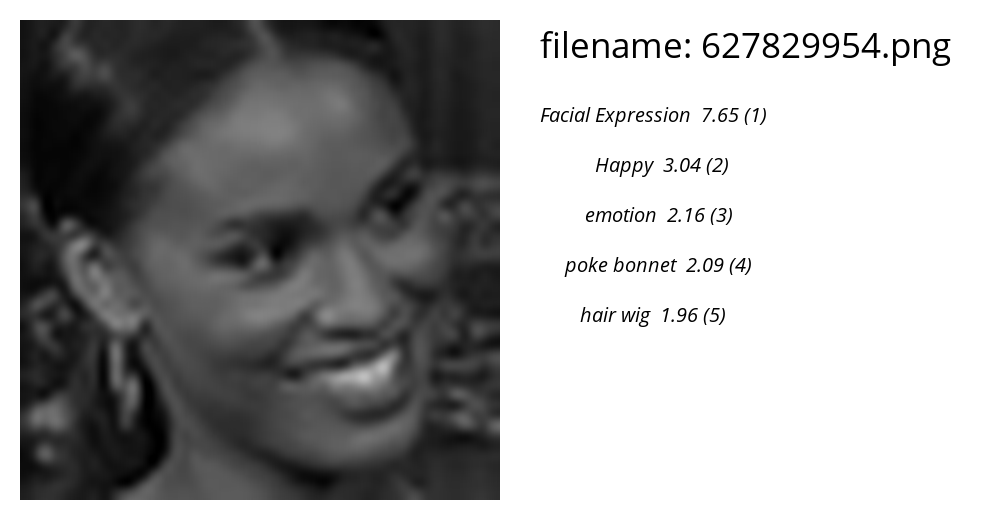 filename: 627829954.png
Facial Expression 7.65 (1)
Happy 3.04 (2)
emotion 2.16 (3)
poke bonnet 2.09 (4)
hair wig 1.96 (5)